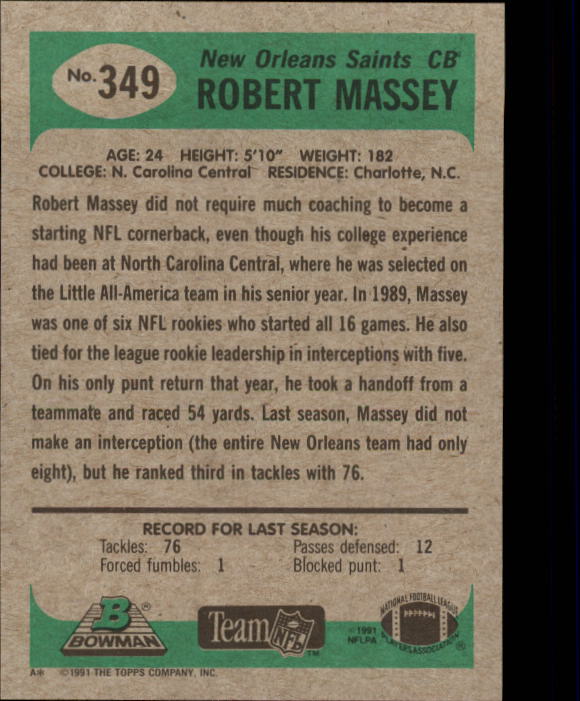 No. 349
New Orleans Saints CB
ROBERT MASSEY
AGE: 24 HEIGHT: 5'10" WEIGHT: 182
COLLEGE: N. Carolina Central RESIDENCE: Charlotte, N.C.
Robert Massey did not require much coaching to become a
starting NFL cornerback, even though his college experience
had been at North Carolina Central, where he was selected on
the Little All-America team in his senior year. In 1989, Massey
was one of six NFL rookies who started all 16 games. He also
tied for the league rookie leadership in interceptions with five.
On his only punt return that year, he took a handoff from a
teammate and raced 54 yards. Last season, Massey did not
make an interception (the entire New Orleans team had only
eight), but he ranked third in tackles with 76.
RECORD FOR LAST SEASON:
Tackles: 76 Passes defensed: 12
Forced fumbles: 1 Blocked punt: 1
B®
BOWMAN
Team NFL™
©1991
NFLPA
NATIONAL FOOTBALL LEAGUE
PLAYERS ASSOCIATION®
A* ©1991 THE TOPPS COMPANY, INC.